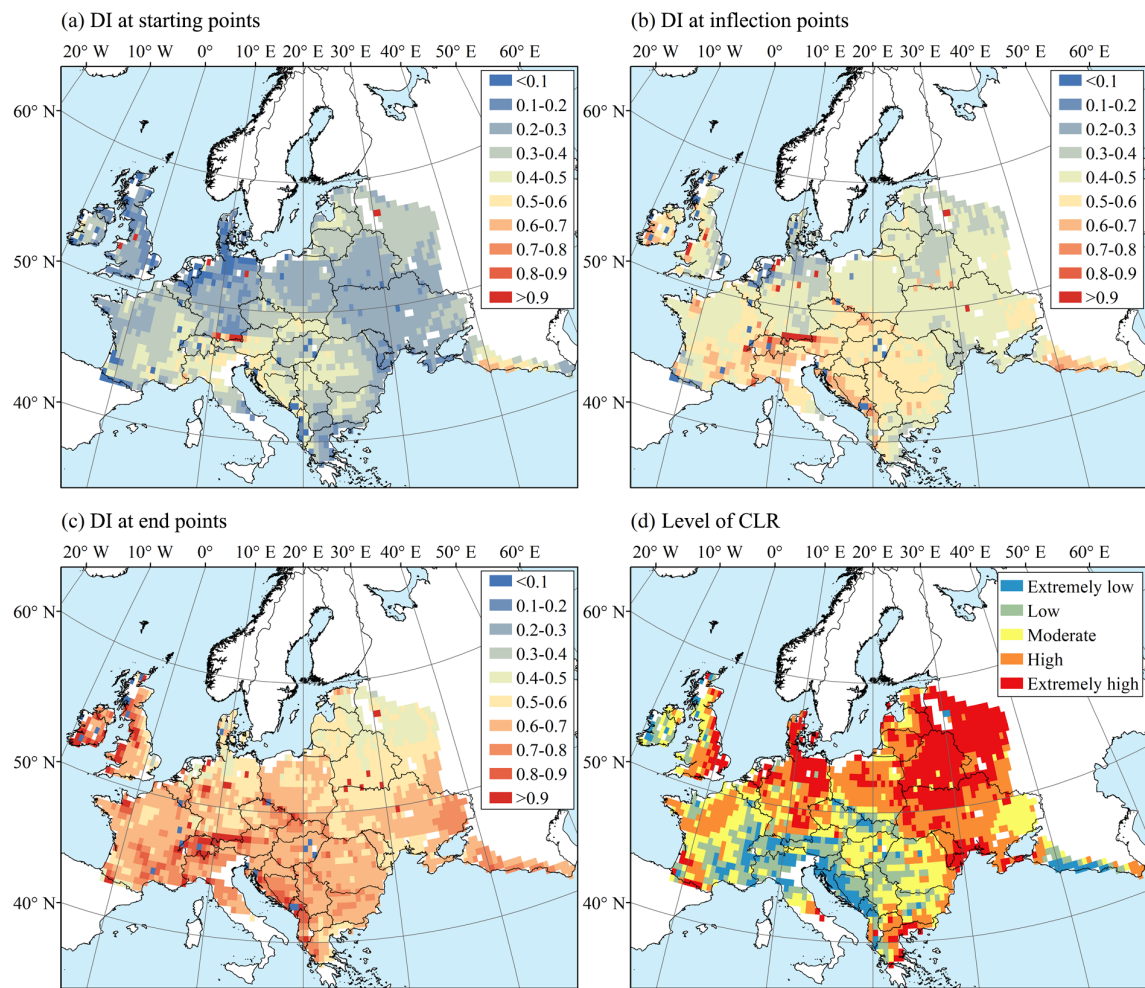 (a) DI at starting points
20° W 10° W 0° 10° E 20° E 30° E 40° E 60° E
60° N
50° N
40° N
<0.1
0.1-0.2
0.2-0.3
0.3-0.4
0.4-0.5
0.5-0.6
0.6-0.7
0.7-0.8
0.8-0.9
>0.9
(b) DI at inflection points
20° W 10° W 0° 10° E 20° E 30° E 40° E 60° E
60° N
50° N
40° N
<0.1
0.1-0.2
0.2-0.3
0.3-0.4
0.4-0.5
0.5-0.6
0.6-0.7
0.7-0.8
0.8-0.9
>0.9
(c) DI at end points
20° W 10° W 0° 10° E 20° E 30° E 40° E 60° E
60° N
50° N
40° N
<0.1
0.1-0.2
0.2-0.3
0.3-0.4
0.4-0.5
0.5-0.6
0.6-0.7
0.7-0.8
0.8-0.9
>0.9
(d) Level of CLR
20° W 10° W 0° 10° E 20° E 30° E 40° E 60° E
60° N
50° N
40° N
Extremely low
Low
Moderate
High
Extremely high